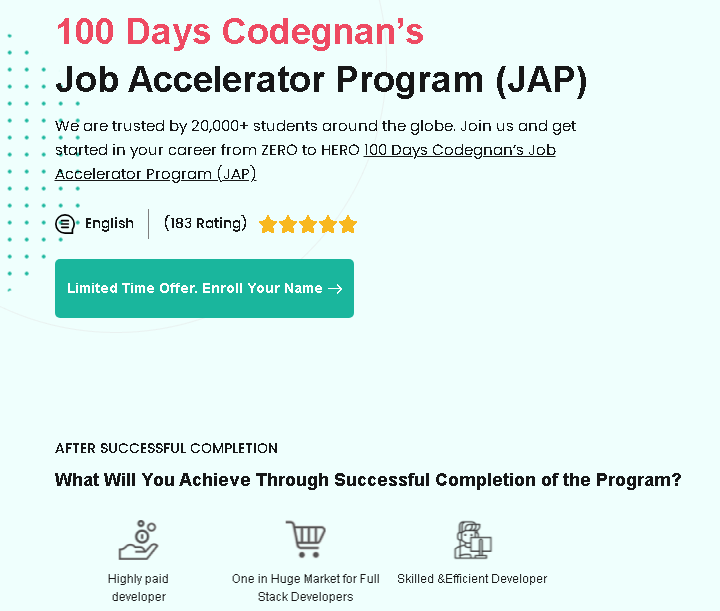 100 Days Codegnan’s
Job Accelerator Program (JAP)
We are trusted by 20,000+ students around the globe. Join us and get
started in your career from ZERO to HERO 100 Days Codegnan’s Job
Accelerator Program (JAP)
English (183 Rating)
Limited Time Offer. Enroll Your Name →
AFTER SUCCESSFUL COMPLETION
What Will You Achieve Through Successful Completion of the Program?
Highly paid One in Huge Market for Full Skilled &Efficient Developer
developer Stack Developers